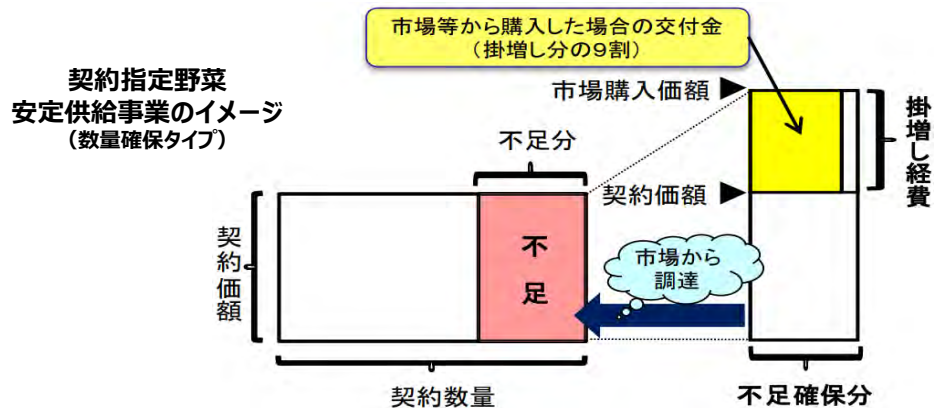 市場等から購入した場合の交付金
（掛増し分の９割）
契約指定野菜
安定供給事業のイメージ
（数量確保タイプ）
市場購入価額
不足分
掛増し経費
契約価額
契約価額
不足
市場から
調達
契約数量
不足確保分